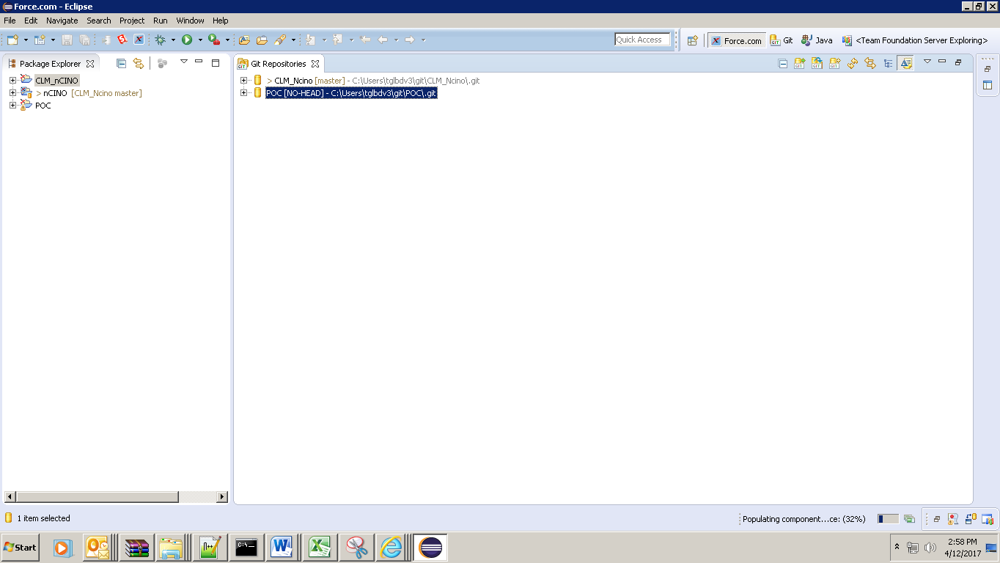 Force.com - Eclipse
File Edit Navigate Search Project Run Window Help
Quick Access
Force.com
Git
Java
<Team Foundation Server Exploring>
Package Explorer
CLM_nCINO
> nCINO [CLM_Ncino master]
POC
Git Repositories
> CLM_Ncino [master] - C:\Users\tglbdv3\git\CLM_Ncino\.git
POC [NO-HEAD] - C:\Users\tglbdv3\git\POC\.git
1 item selected
Populating component...ce: (32%)
Start
2:58 PM
4/12/2017